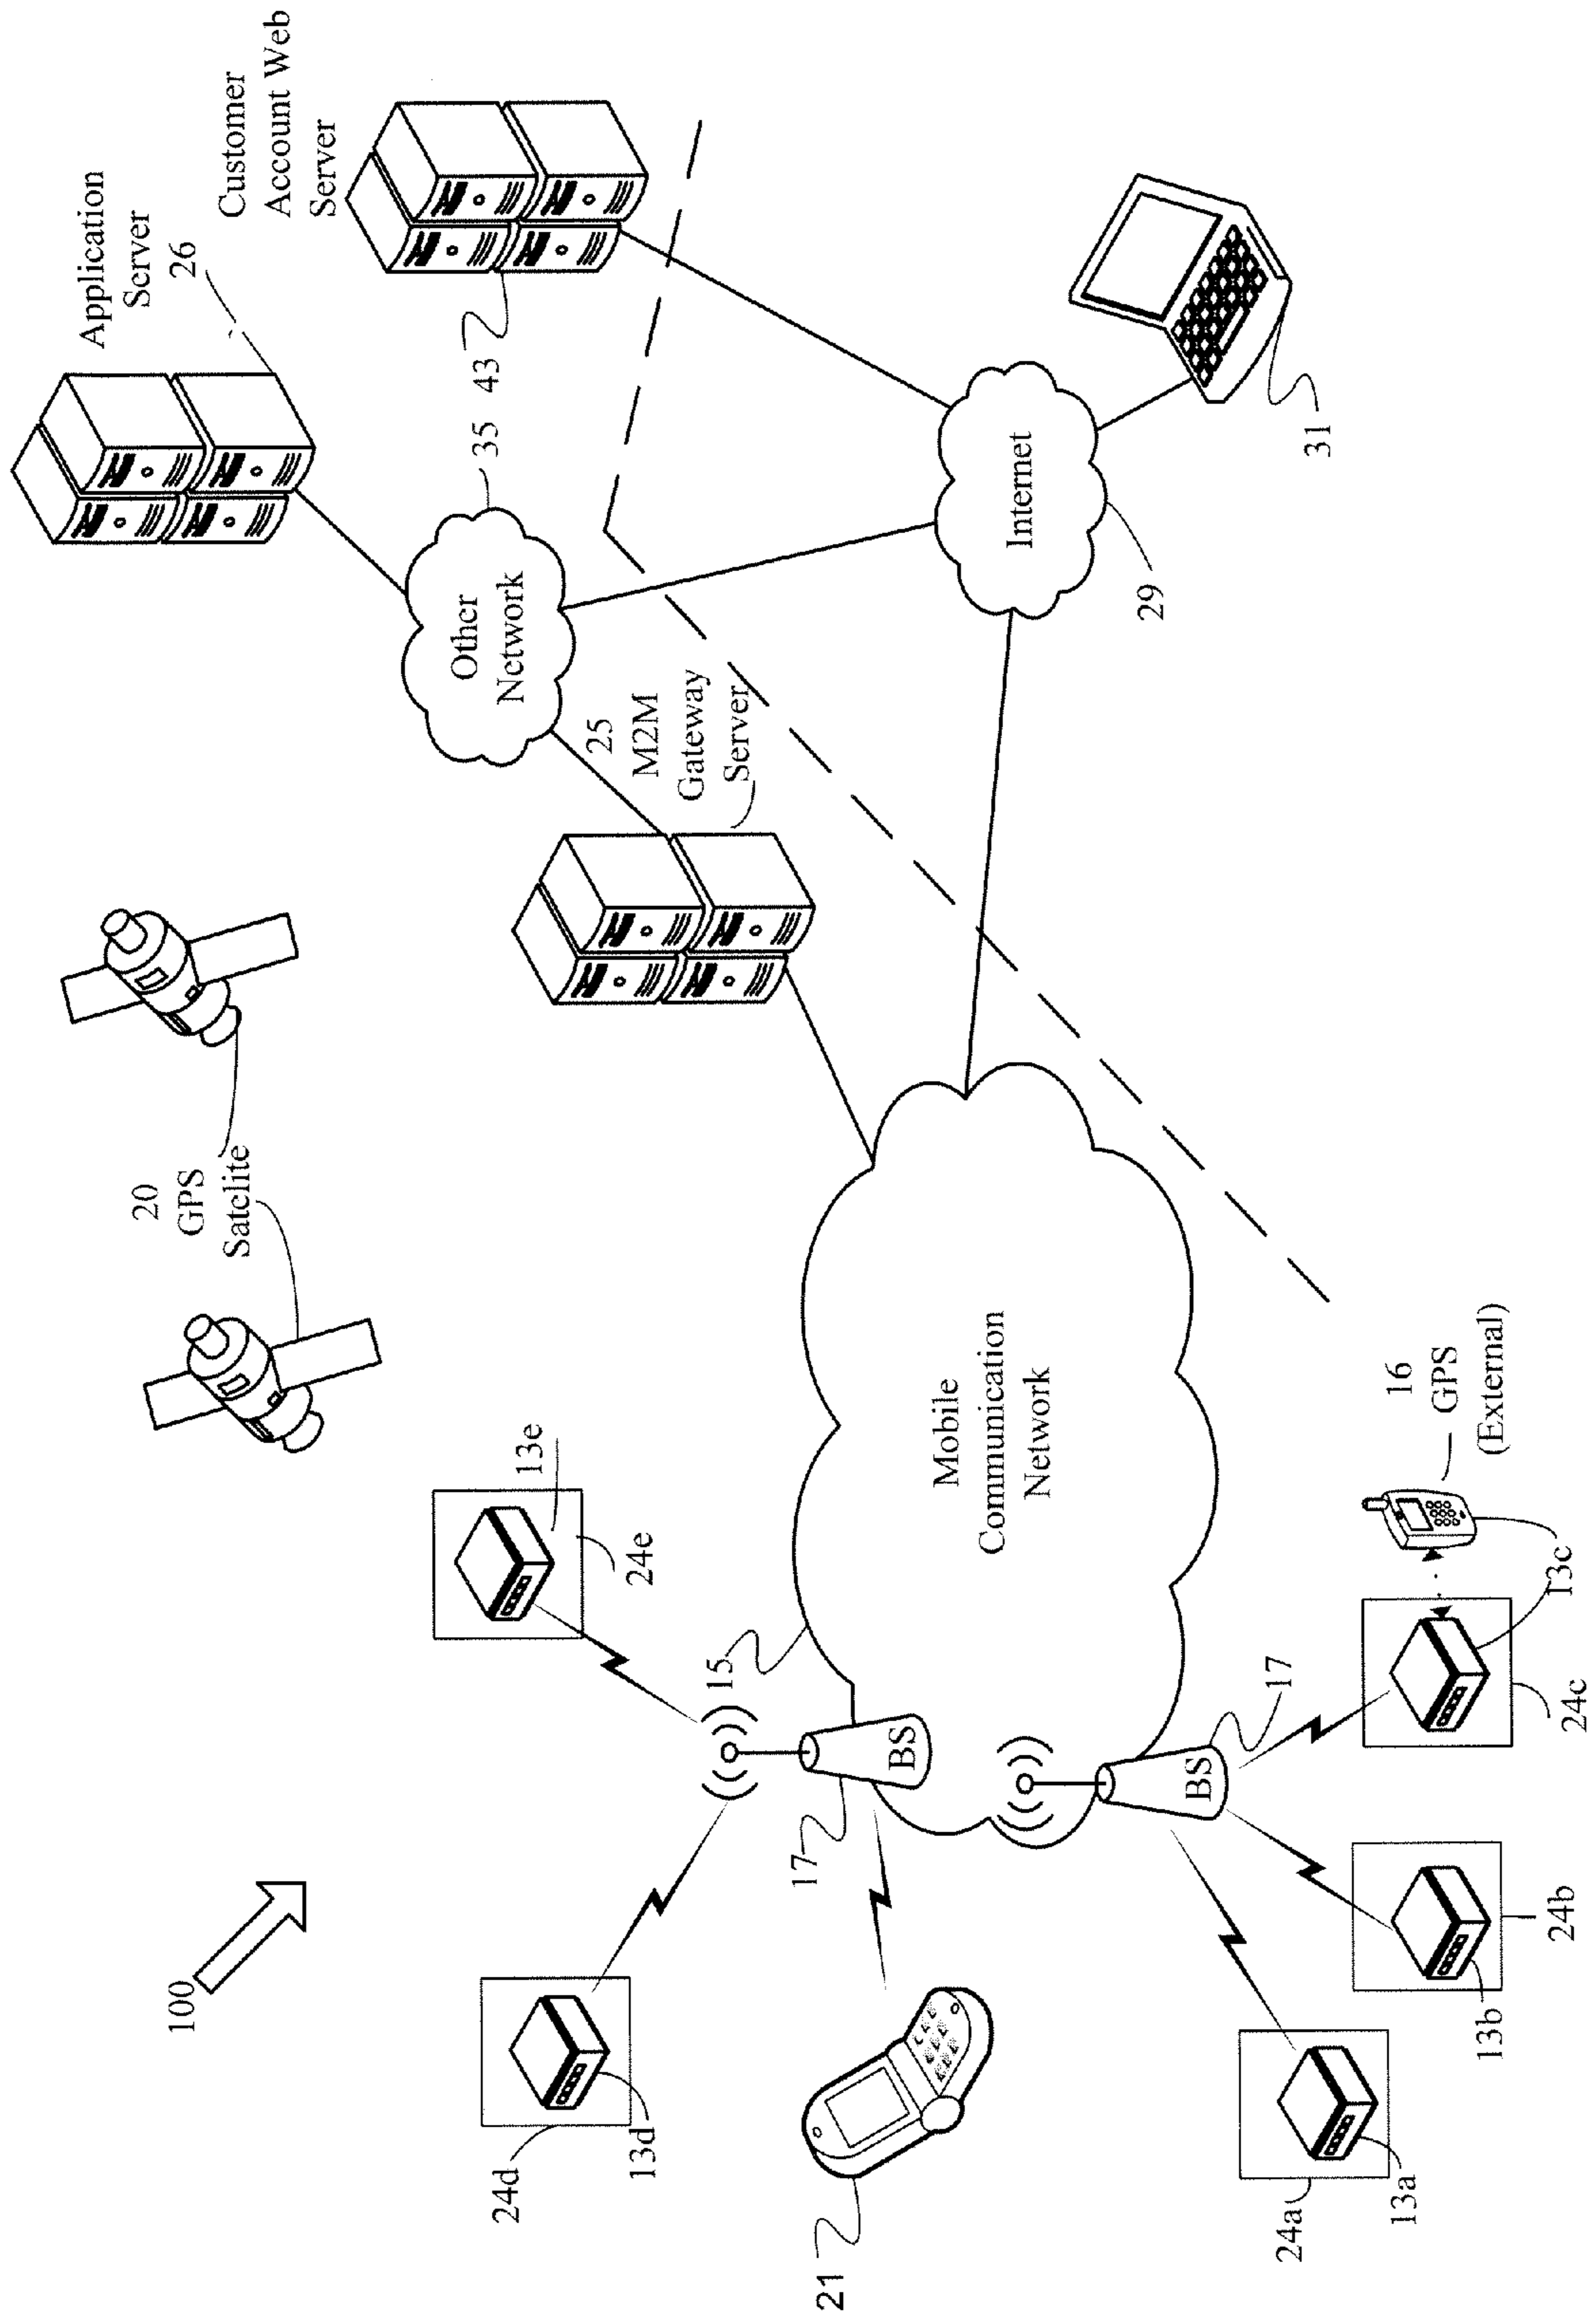 100
20
GPS
Satelite
Application
Server
26
Customer
Account Web
Server
24d
13d
13e
24e
25
M2M
Gateway
Server
Other
Network
35
43
21
17
15
BS
Mobile
Communication
Network
Internet
29
31
24a
13a
13b
24b
BS
17
24c
13c
16
GPS
(External)